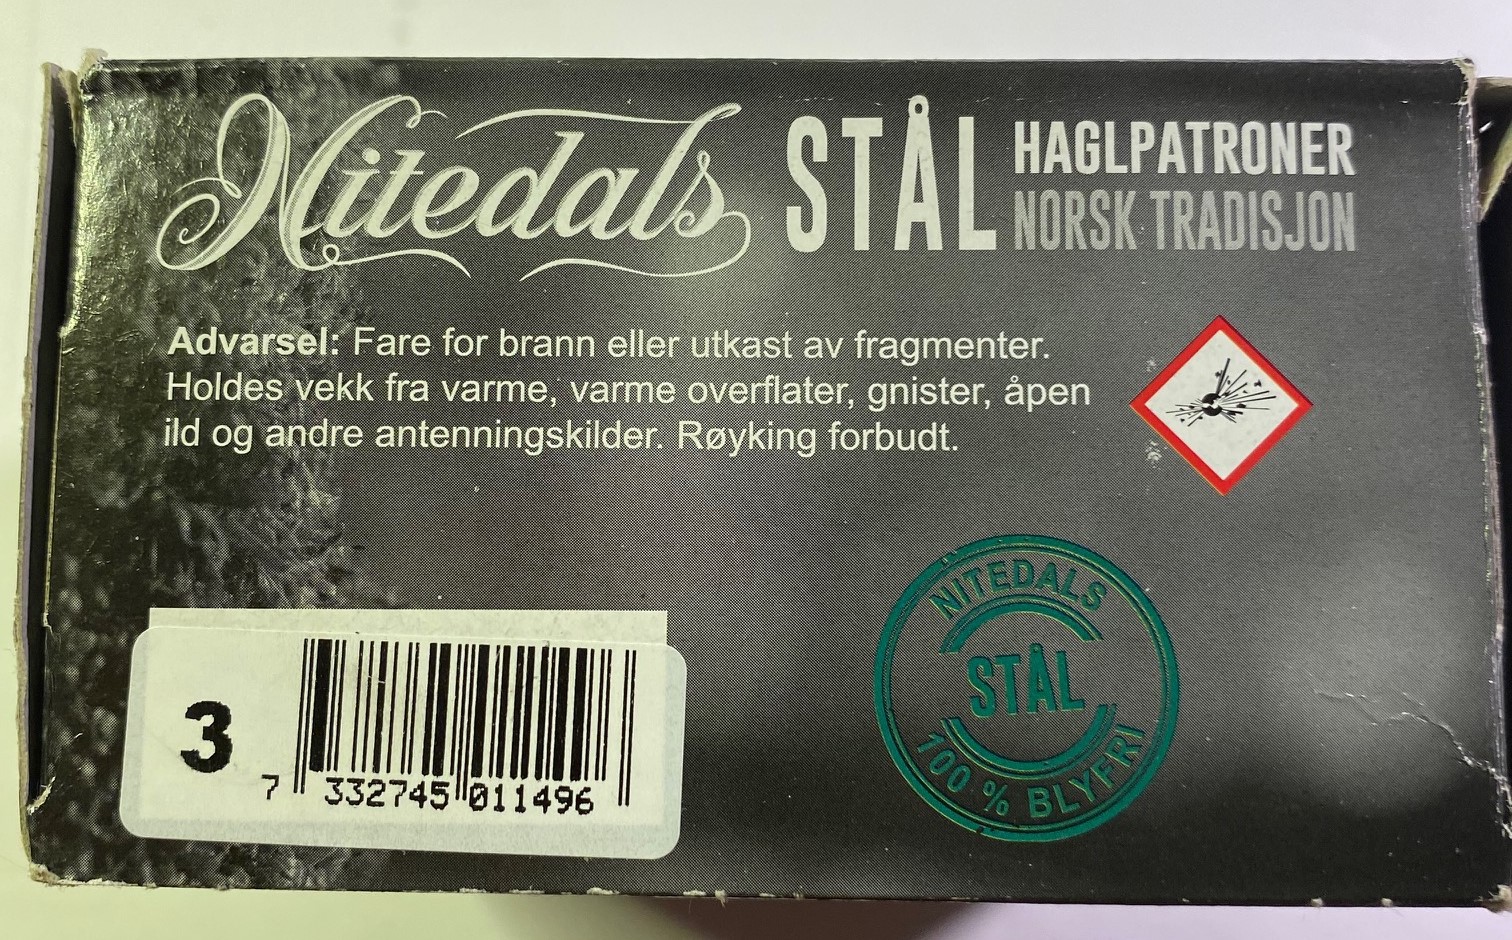 Nitedals STÅL HAGLPATRONER
NORSK TRADISJON
Advarsel: Fare for brann eller utkast av fragmenter.
Holdes vekk fra varme, varme overflater, gnister, åpen
ild og andre antenningskilder. Røyking forbudt.
NITEDALS
STÅL
100 % BLYFRI
3
7 332745 011496